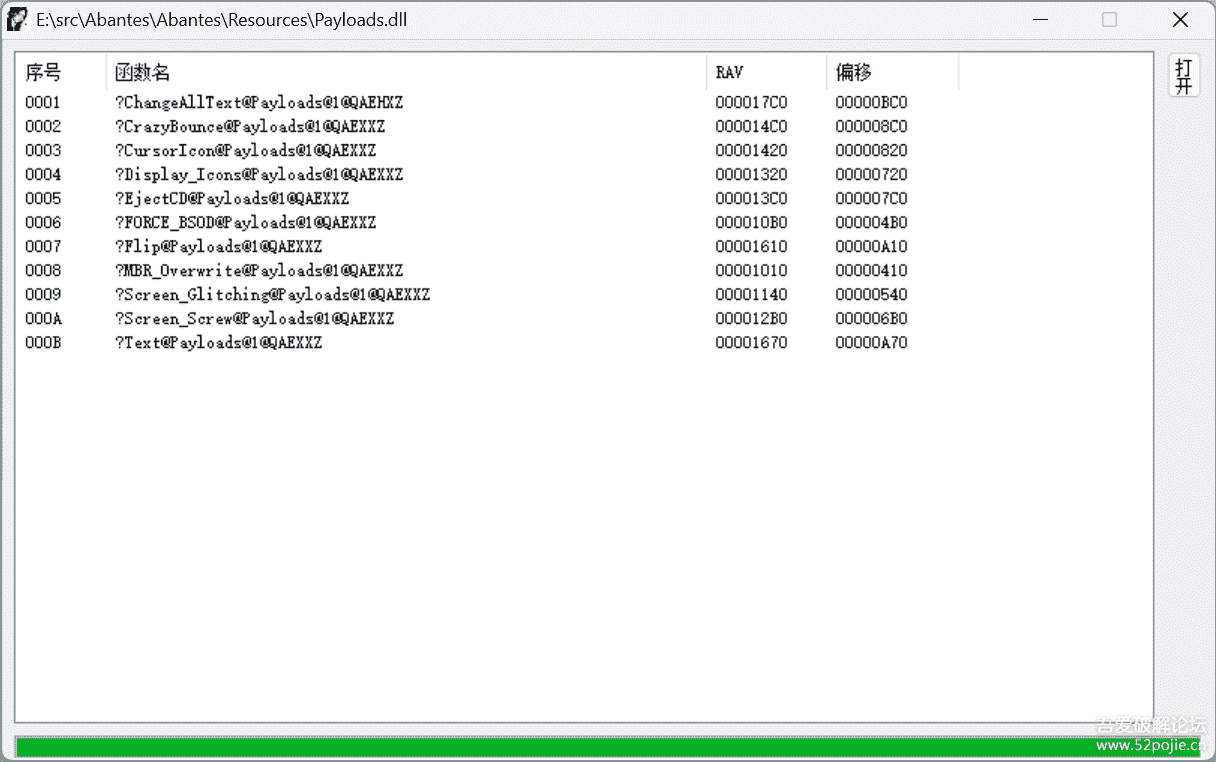 E:\src\Abantes\Abantes\Resources\Payloads.dll
序号 函数名 RAV 偏移
打开
0001 ?ChangeAllText@Payloads@1@QAEHXZ 000017C0 00000BC0
0002 ?CrazyBounce@Payloads@1@QAEXXZ 000014C0 000008C0
0003 ?CursorIcon@Payloads@1@QAEXXZ 00001420 00000820
0004 ?Display_Icons@Payloads@1@QAEXXZ 00001320 00000720
0005 ?EjectCD@Payloads@1@QAEXXZ 000013C0 000007C0
0006 ?FORCE_BSOD@Payloads@1@QAEXXZ 000010B0 000004B0
0007 ?Flip@Payloads@1@QAEXXZ 00001610 00000A10
0008 ?MBR_Overwrite@Payloads@1@QAEXXZ 00001010 00000410
0009 ?Screen_Glitching@Payloads@1@QAEXXZ 00001140 00000540
000A ?Screen_Screw@Payloads@1@QAEXXZ 000012B0 000006B0
000B ?Text@Payloads@1@QAEXXZ 00001670 00000A70
吾爱破解论坛
www.52pojie.cn